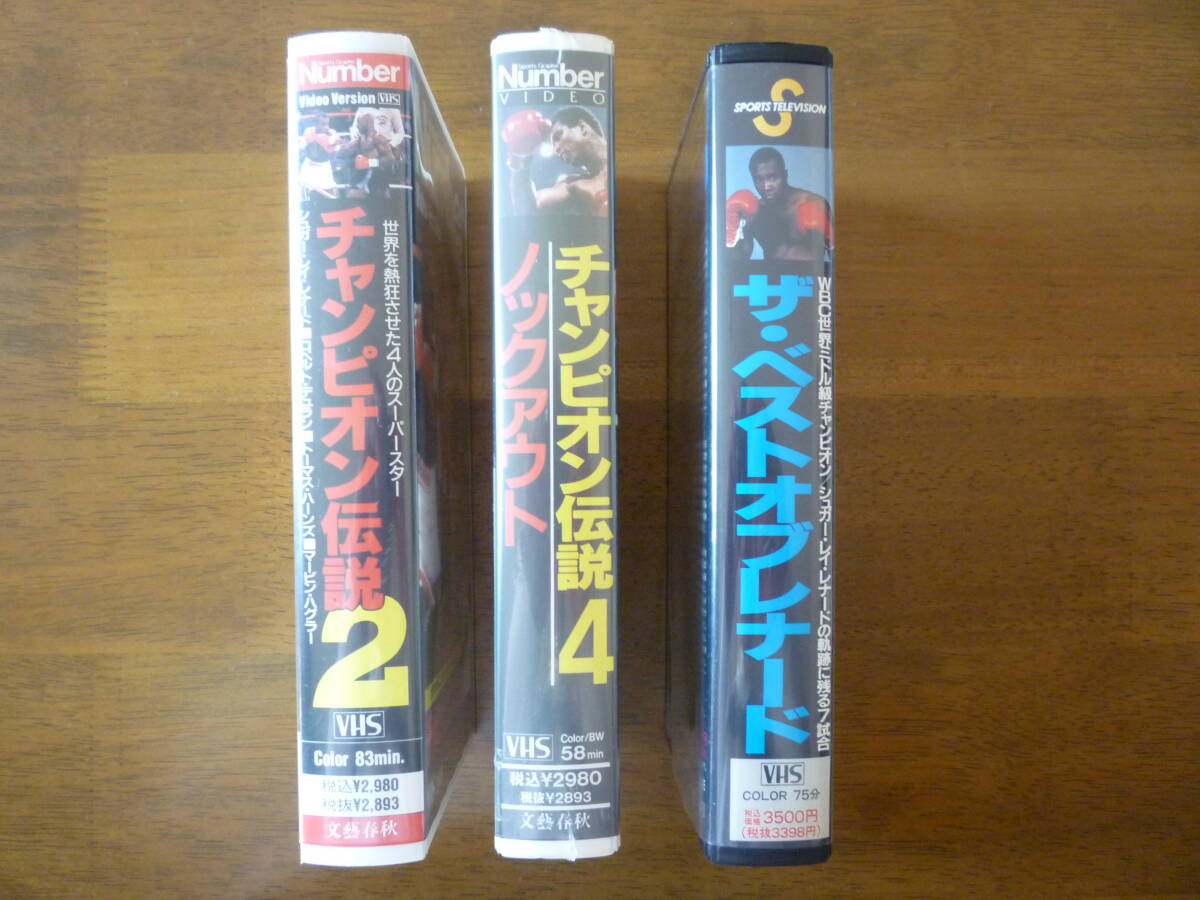 Sports Graphic
Number
Video Version VHS
世界を熱狂させた4人のスーパースター
チャンピオン伝説
2
シュガー・レイ・レナード■ロベルト・デュラン■トーマス・ハーンズ■マービン・ハグラー
VHS
Color 83min.
税込¥2,980
税抜¥2,893
文藝春秋
Sports Graphic
Number
VIDEO
チャンピオン伝説4
ノックアウト
VHS
Color/BW
58min
税込¥2980
税抜¥2893
文藝春秋
S
SPORTS TELEVISION
WBC世界ミドル級チャンピオン/シュガー・レイ・レナードの軌跡に残る7試合
ザ・ベストオブレナード
VHS
COLOR 75分
税込価格3500円
(税抜3398円)